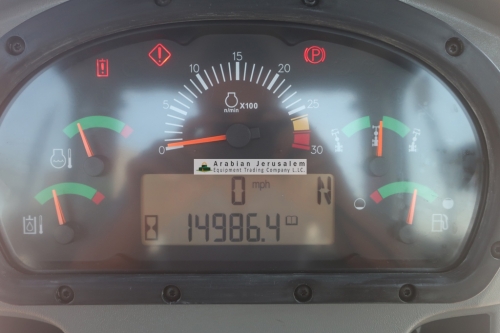 15
10 20
5 25
n/min X100
0 30
Arabian Jerusalem
Equipment Trading Company L.L.C.
0 mph N
14986.4